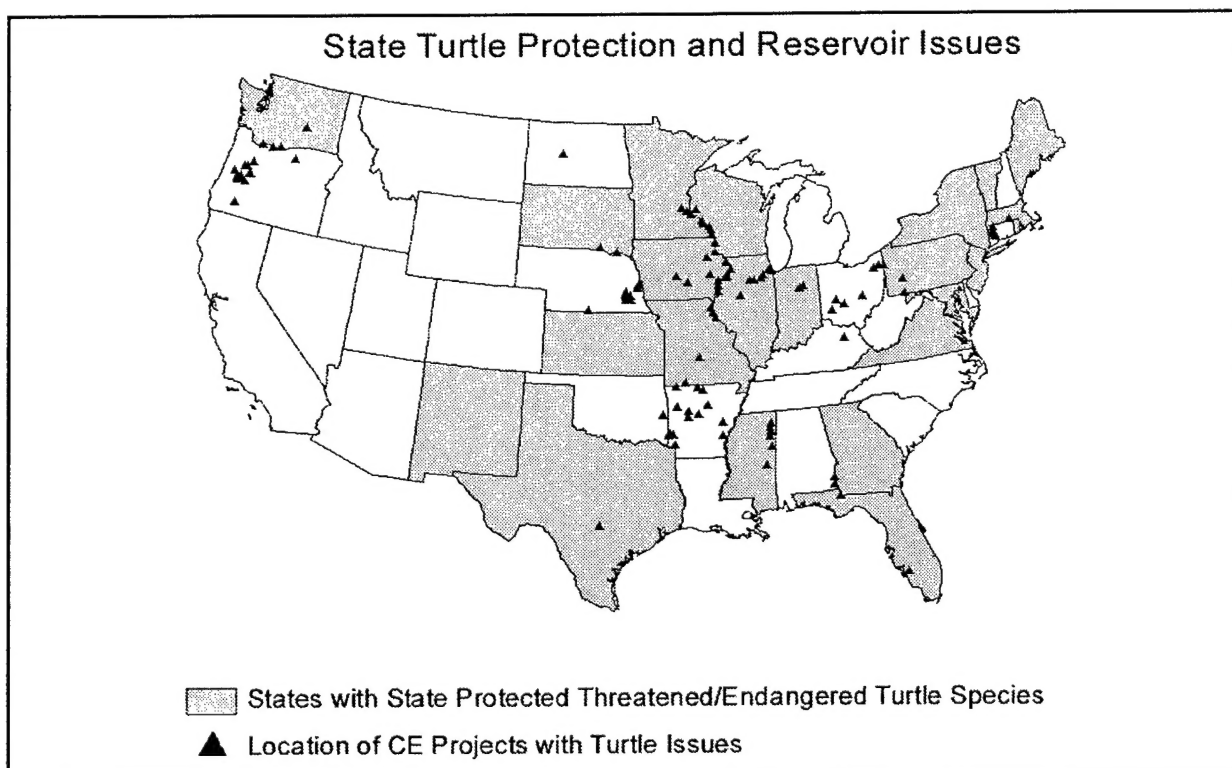 State Turtle Protection and Reservoir Issues
States with State Protected Threatened/Endangered Turtle Species
Location of CE Projects with Turtle Issues